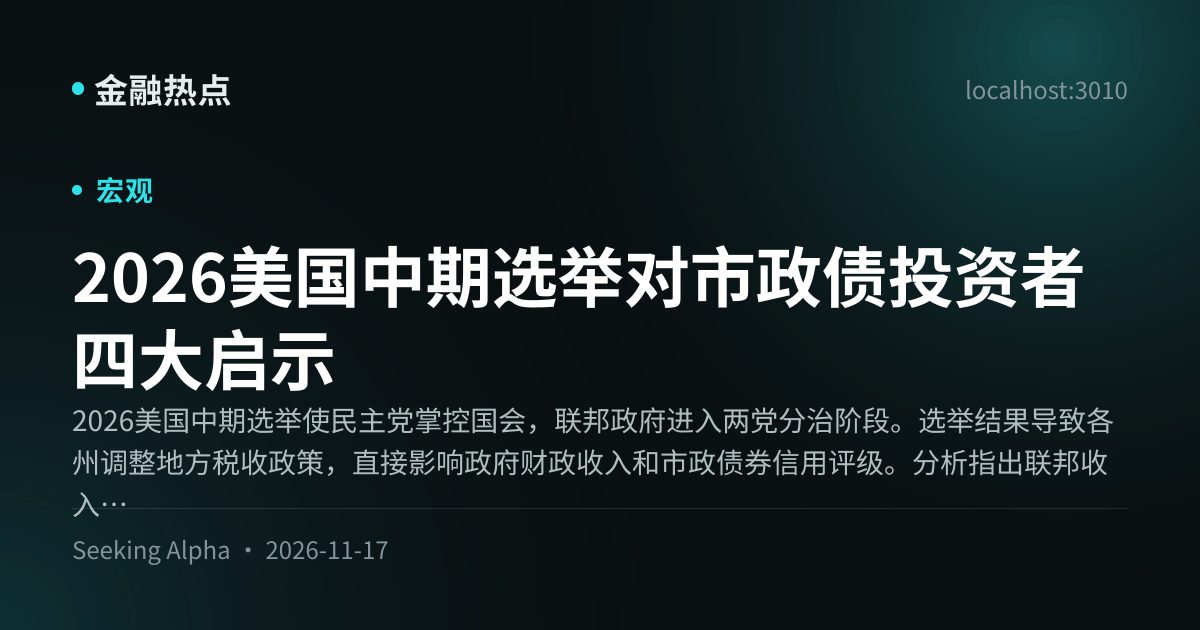 金融热点
localhost:3010
宏观
2026美国中期选举对市政债投资者
四大启示
2026美国中期选举使民主党掌控国会，联邦政府进入两党分治阶段。选举结果导致各
州调整地方税收政策，直接影响政府财政收入和市政债券信用评级。分析指出联邦收
入…
Seeking Alpha · 2026-11-17